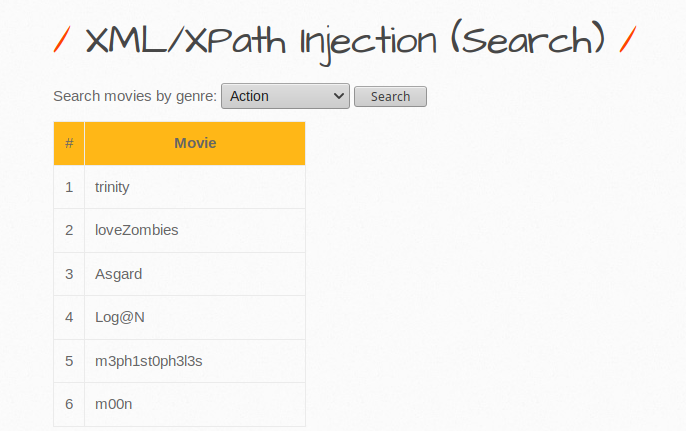 / XML/XPath Injection (Search) /
Search movies by genre: Action Search
# Movie
1 trinity
2 loveZombies
3 Asgard
4 Log@N
5 m3ph1st0ph3l3s
6 m00n